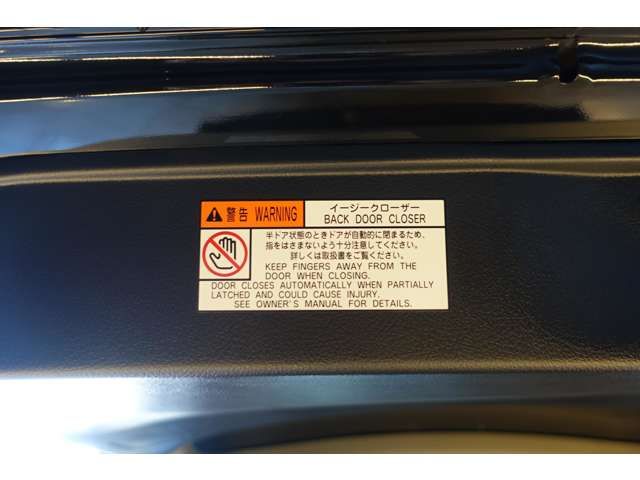 警告 WARNING
イージークローザー
BACK DOOR CLOSER
半ドア状態のときドアが自動的に閉まるため、
指をはさまないよう十分注意してください。
詳しくは取扱書をご覧ください。
KEEP FINGERS AWAY FROM THE
DOOR WHEN CLOSING.
DOOR CLOSES AUTOMATICALLY WHEN PARTIALLY
LATCHED AND COULD CAUSE INJURY.
SEE OWNER'S MANUAL FOR DETAILS.